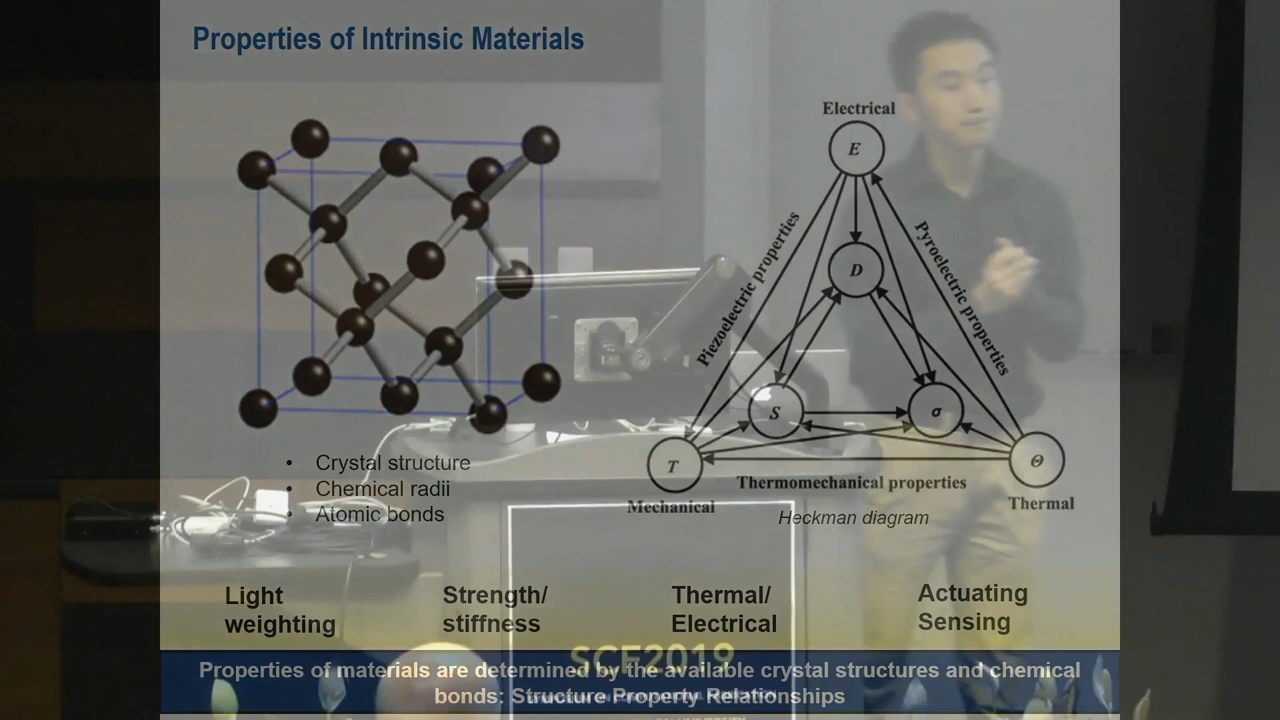 Properties of Intrinsic Materials
Electrical
E
Piezoelectric properties
Pyroelectric properties
D
S
σ
T
Θ
Thermomechanical properties
Mechanical
Thermal
Heckman diagram
• Crystal structure
• Chemical radii
• Atomic bonds
Light
weighting
Strength/
stiffness
Thermal/
Electrical
Actuating
Sensing
SCF2019
Properties of materials are determined by the available crystal structures and chemical
bonds: Structure Property Relationships